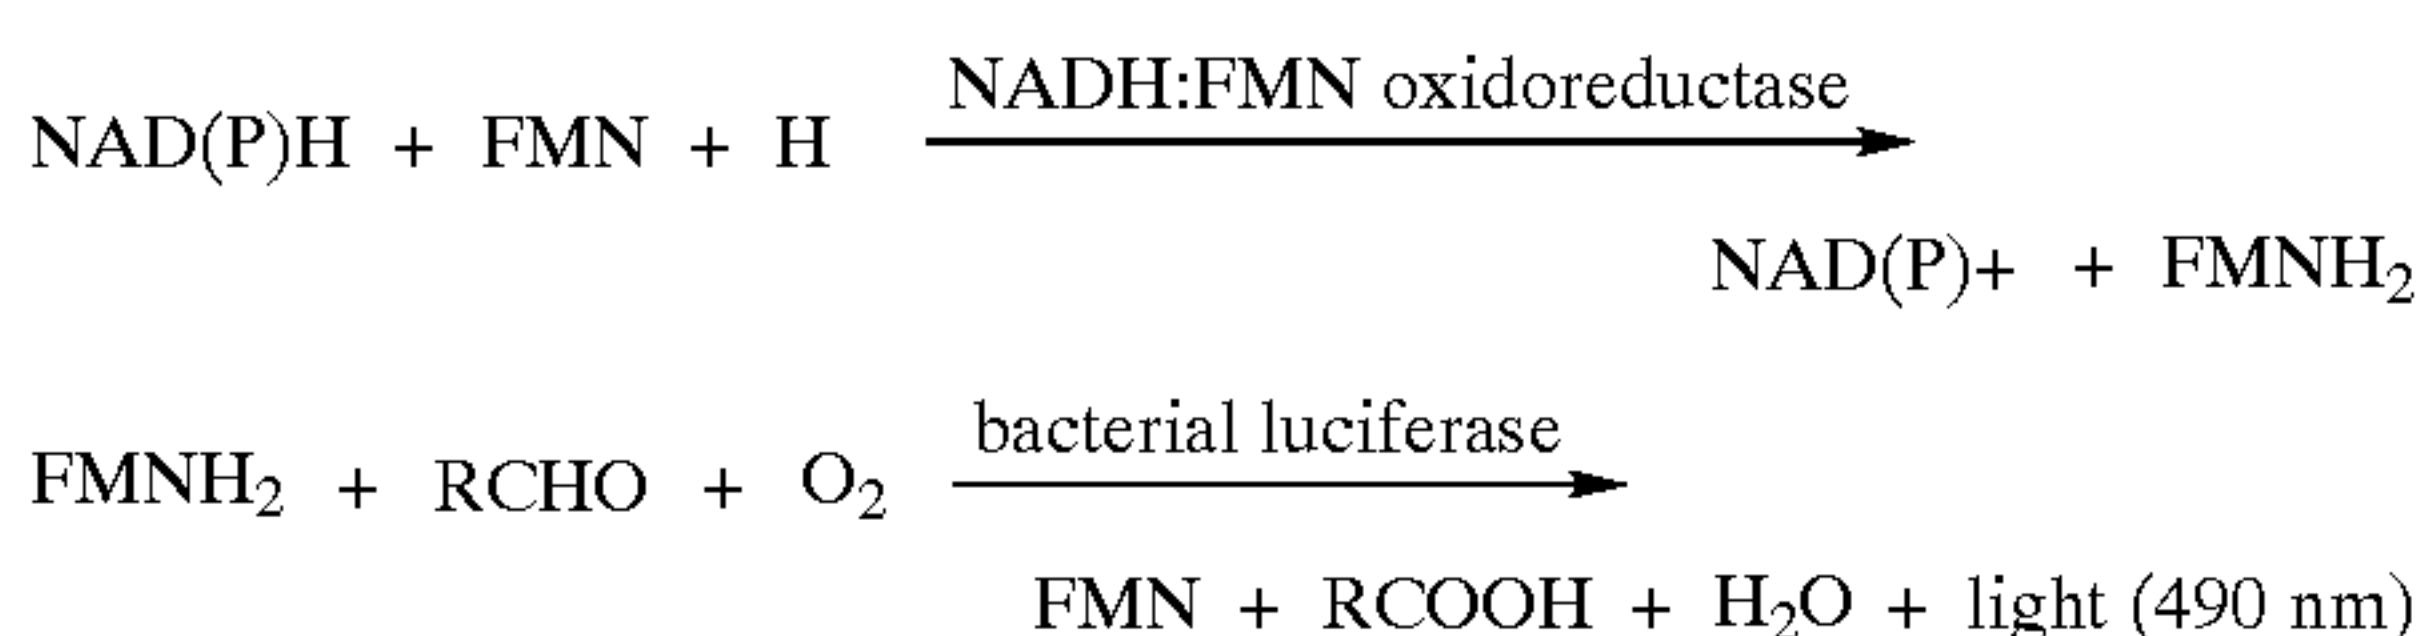 NADH:FMN oxidoreductase
NAD(P)H + FMN + H
NAD(P)+ + FMNH2
bacterial luciferase
FMNH2 + RCHO + O2
FMN + RCOOH + H2O + light (490 nm)